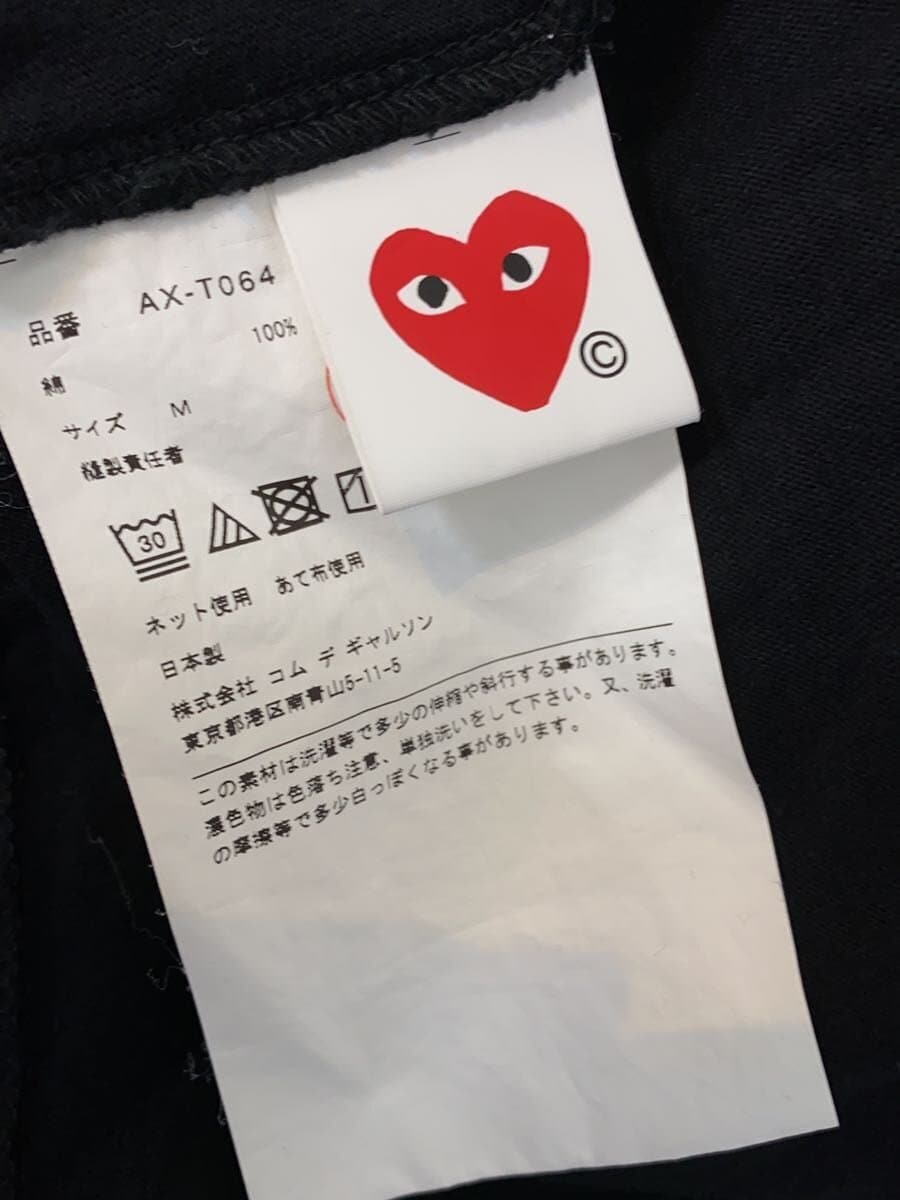 品番 AX-T064
100%
綿
サイズ M
縫製責任者
30
ネット使用 あて布使用
日本製
株式会社 コム デ ギャルソン
東京都港区南青山5-11-5
この素材は洗濯等で多少の伸縮や斜行する事があります。
濃色物は色落ち注意、単独洗いをして下さい。又、洗濯
の摩擦等で多少白っぽくなる事があります。
©